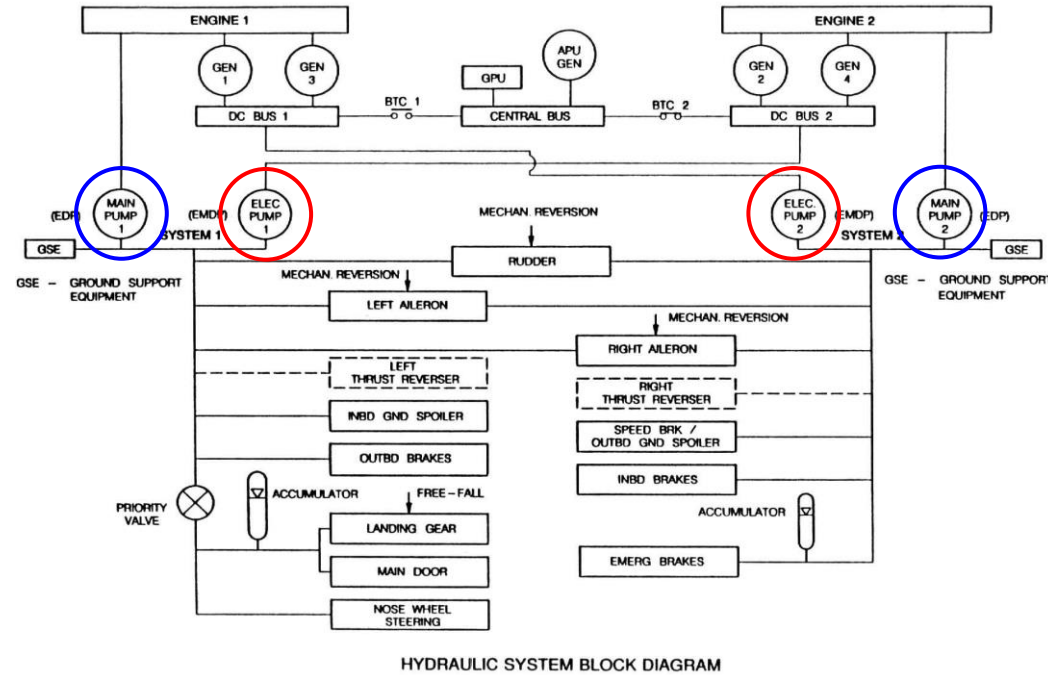 ENGINE 1
ENGINE 2
GEN
1
GEN
3
GPU
APU
GEN
GEN
2
GEN
4
BTC 1
BTC 2
DC BUS 1
CENTRAL BUS
DC BUS 2
MAIN
PUMP
1
ELEC
PUMP
1
ELEC.
PUMP
2
MAIN
PUMP
2
(EDP)
(EMDP)
(EMDP)
(EDP)
MECHAN. REVERSION
SYSTEM 1
SYSTEM 2
GSE
GSE
RUDDER
GSE - GROUND SUPPORT
EQUIPMENT
GSE - GROUND SUPPORT
EQUIPMENT
MECHAN. REVERSION
LEFT AILERON
MECHAN. REVERSION
RIGHT AILERON
LEFT
THRUST REVERSER
RIGHT
THRUST REVERSER
INBD GND SPOILER
SPEED BRK /
OUTBD GND SPOILER
OUTBD BRAKES
INBD BRAKES
PRIORITY
VALVE
ACCUMULATOR
FREE-FALL
ACCUMULATOR
LANDING GEAR
MAIN DOOR
EMERG BRAKES
NOSE WHEEL
STEERING
HYDRAULIC SYSTEM BLOCK DIAGRAM